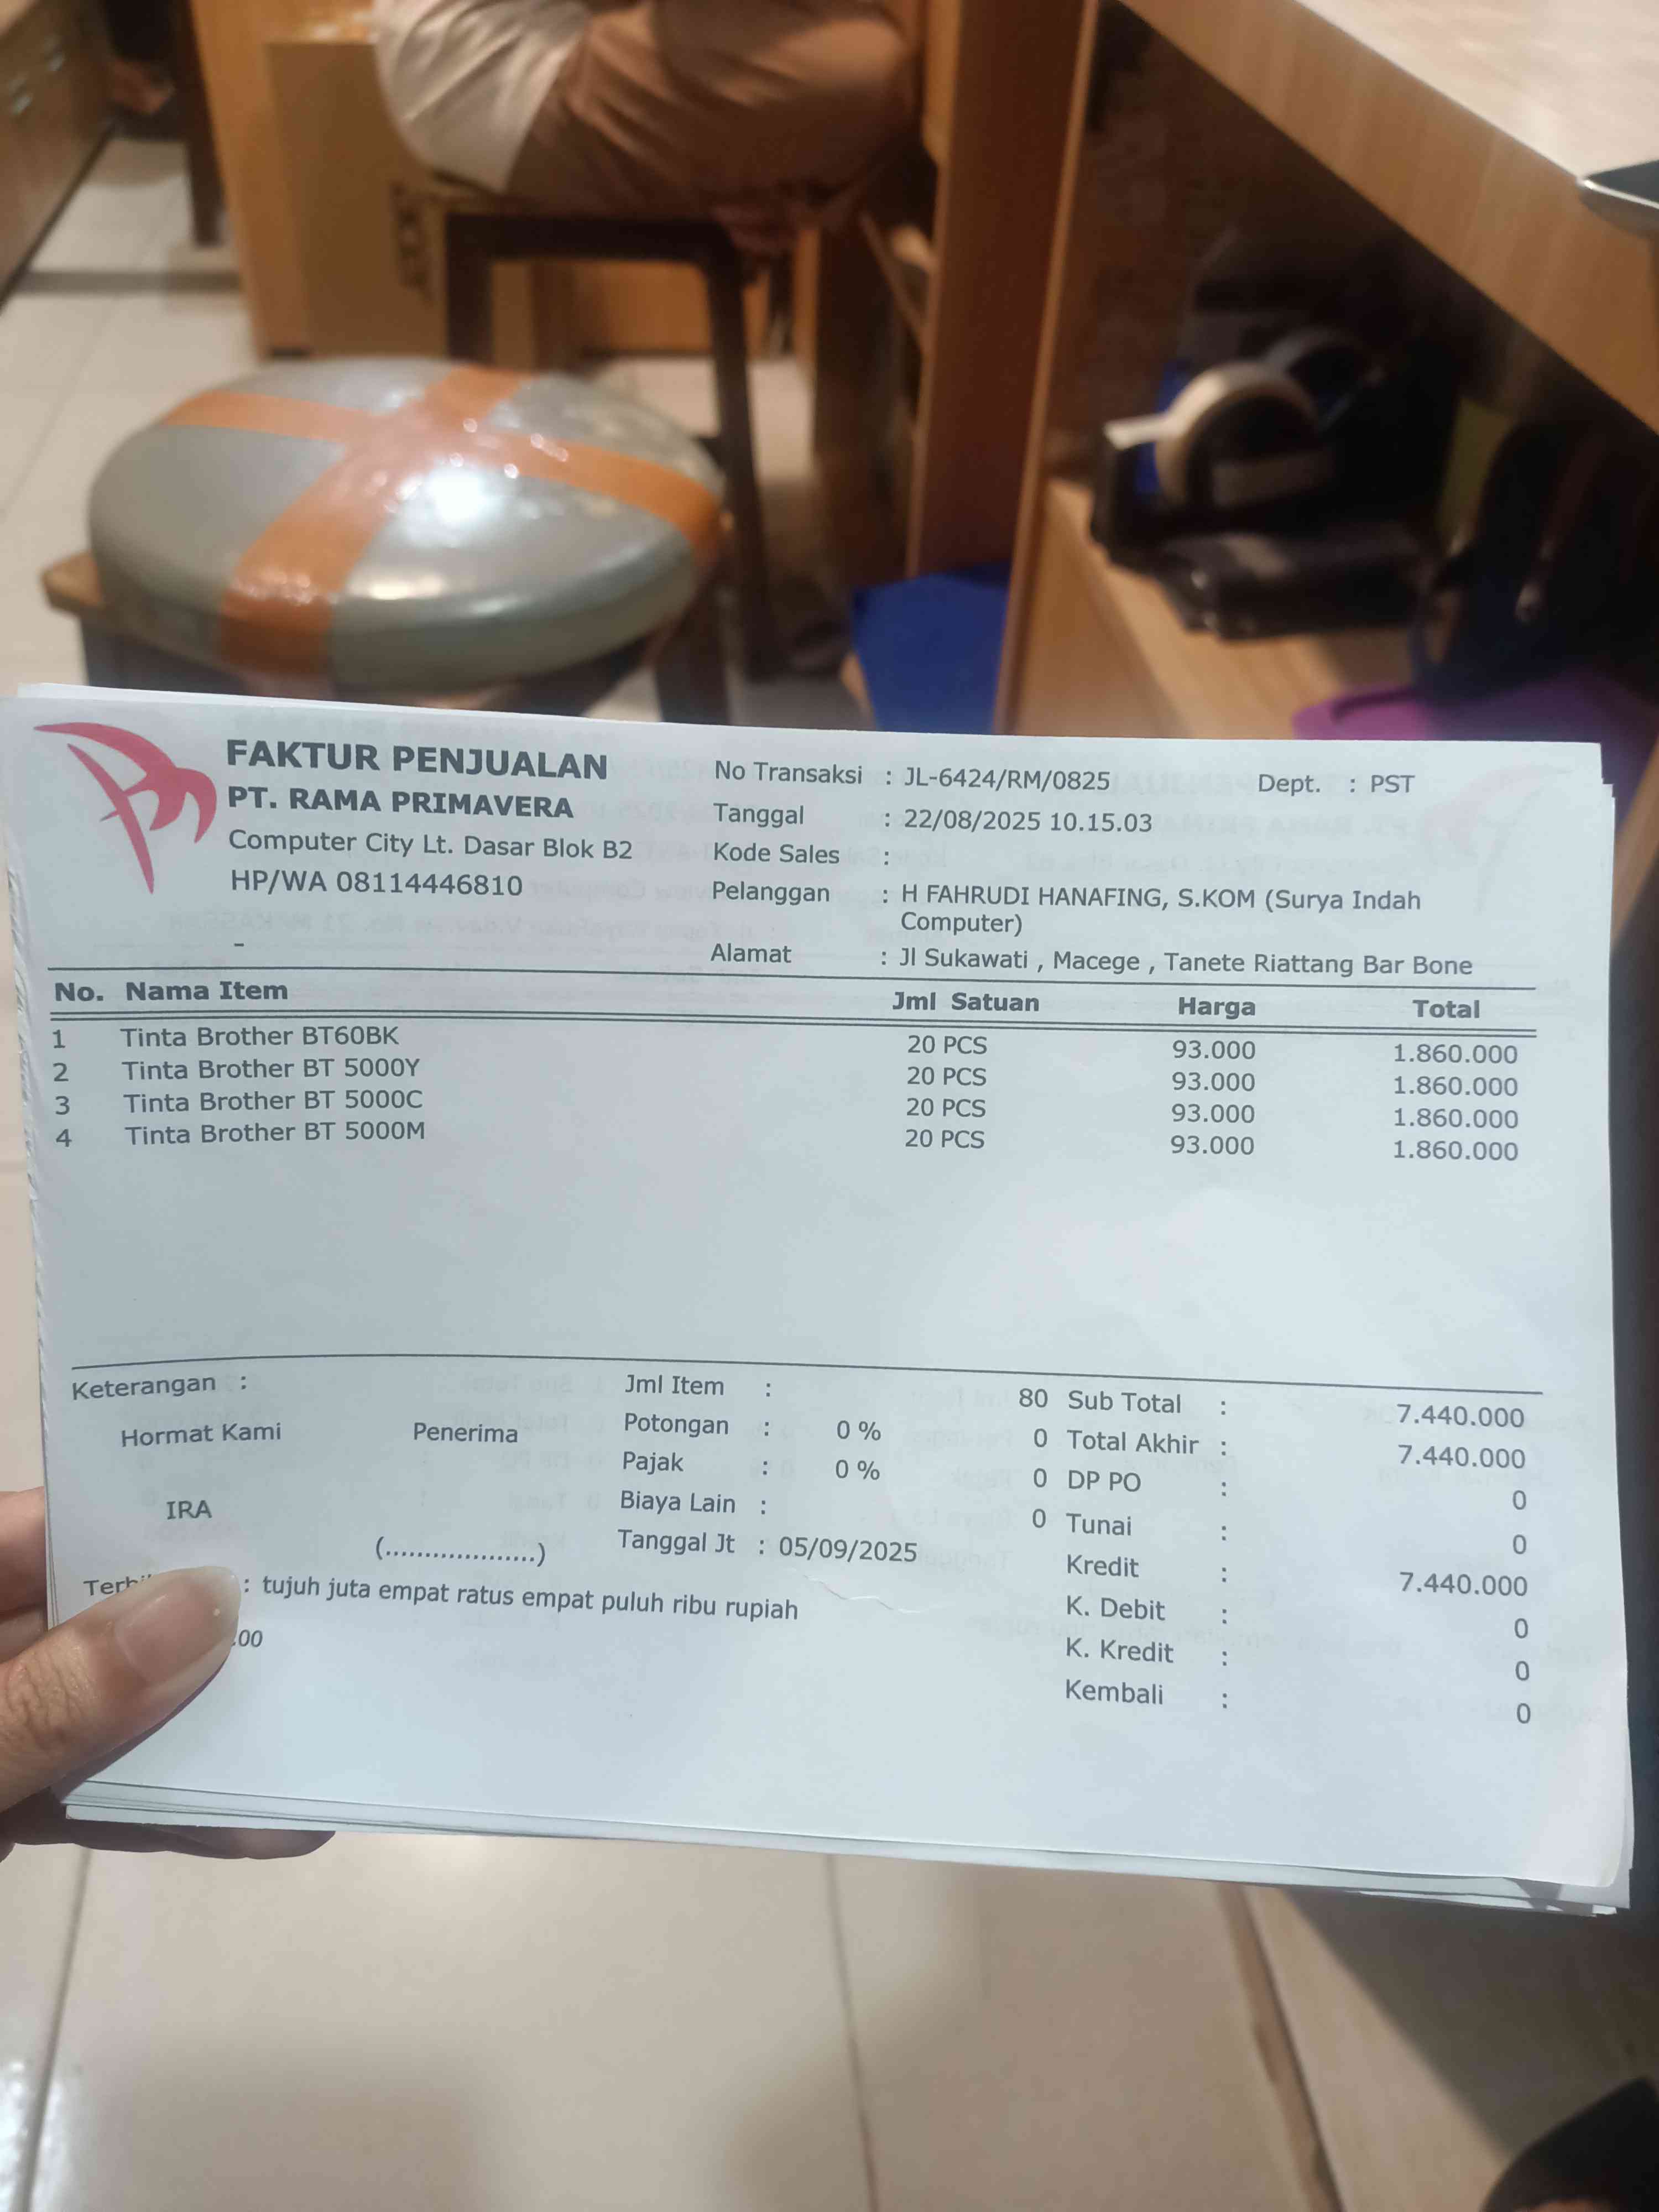 FAKTUR PENJUALAN
PT. RAMA PRIMAVERA
Computer City Lt. Dasar Blok B2
HP/WA 08114446810
-
No Transaksi : JL-6424/RM/0825
Dept. : PST
Tanggal : 22/08/2025 10.15.03
Kode Sales :
Pelanggan : H FAHRUDI HANAFING, S.KOM (Surya Indah
Computer)
Alamat : Jl Sukawati , Macege , Tanete Riattang Bar Bone
No. Nama Item Jml Satuan Harga Total
1 Tinta Brother BT60BK 20 PCS 93.000 1.860.000
2 Tinta Brother BT 5000Y 20 PCS 93.000 1.860.000
3 Tinta Brother BT 5000C 20 PCS 93.000 1.860.000
4 Tinta Brother BT 5000M 20 PCS 93.000 1.860.000
Keterangan :
Hormat Kami Penerima
IRA
(...................)
Jml Item : 80
Potongan : 0 % 0
Pajak : 0 % 0
Biaya Lain : 0
Tanggal Jt : 05/09/2025
Sub Total : 7.440.000
Total Akhir : 7.440.000
DP PO : 0
Tunai : 0
Kredit : 7.440.000
K. Debit : 0
K. Kredit : 0
Kembali : 0
: tujuh juta empat ratus empat puluh ribu rupiah
.00